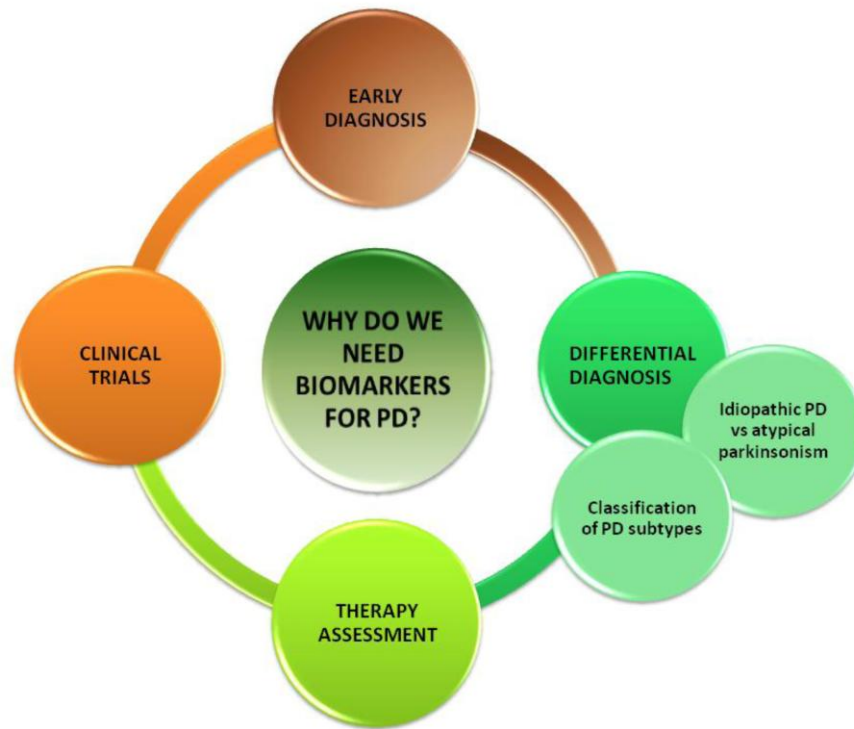 EARLY
DIAGNOSIS
WHY DO WE
NEED
BIOMARKERS
FOR PD?
CLINICAL
TRIALS
DIFFERENTIAL
DIAGNOSIS
Idiopathic PD
vs atypical
parkinsonism
Classification
of PD subtypes
THERAPY
ASSESSMENT